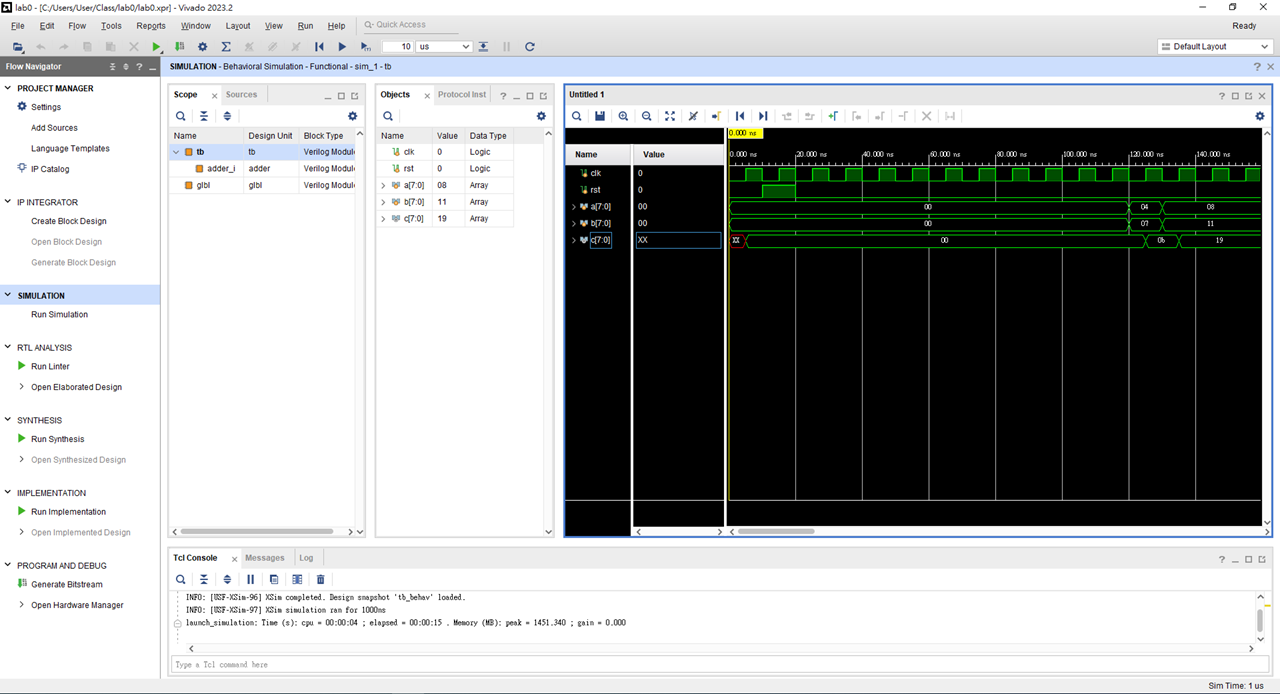 lab0 - [C:/Users/User/Class/lab0/lab0.xpr] - Vivado 2023.2
File Edit Flow Tools Reports Window Layout View Run Help Quick Access
Ready
10 us Default Layout
Flow Navigator
PROJECT MANAGER
Settings
Add Sources
Language Templates
IP Catalog
IP INTEGRATOR
Create Block Design
Open Block Design
Generate Block Design
SIMULATION
Run Simulation
RTL ANALYSIS
Run Linter
Open Elaborated Design
SYNTHESIS
Run Synthesis
Open Synthesized Design
IMPLEMENTATION
Run Implementation
Open Implemented Design
PROGRAM AND DEBUG
Generate Bitstream
Open Hardware Manager
SIMULATION - Behavioral Simulation - Functional - sim_1 - tb
Scope Sources
Name Design Unit Block Type
tb tb Verilog Modul
adder_i adder Verilog Modul
glbl glbl Verilog Modul
Objects Protocol Inst
Name Value Data Type
clk 0 Logic
rst 0 Logic
a[7:0] 08 Array
b[7:0] 11 Array
c[7:0] 19 Array
Untitled 1
0.000 ns
Name Value
0.000 ns 20.000 ns 40.000 ns 60.000 ns 80.000 ns 100.000 ns 120.000 ns 140.000 ns
clk 0
rst 0
a[7:0] 00 00 04 08
b[7:0] 00 00 07 11
c[7:0] XX XX 00 0b 19
Tcl Console Messages Log
INFO: [USF-XSim-96] XSim completed. Design snapshot 'tb_behav' loaded.
INFO: [USF-XSim-97] XSim simulation ran for 1000ns
launch_simulation: Time (s): cpu = 00:00:04 ; elapsed = 00:00:15 . Memory (MB): peak = 1451.340 ; gain = 0.000
Type a Tcl command here
Sim Time: 1 us